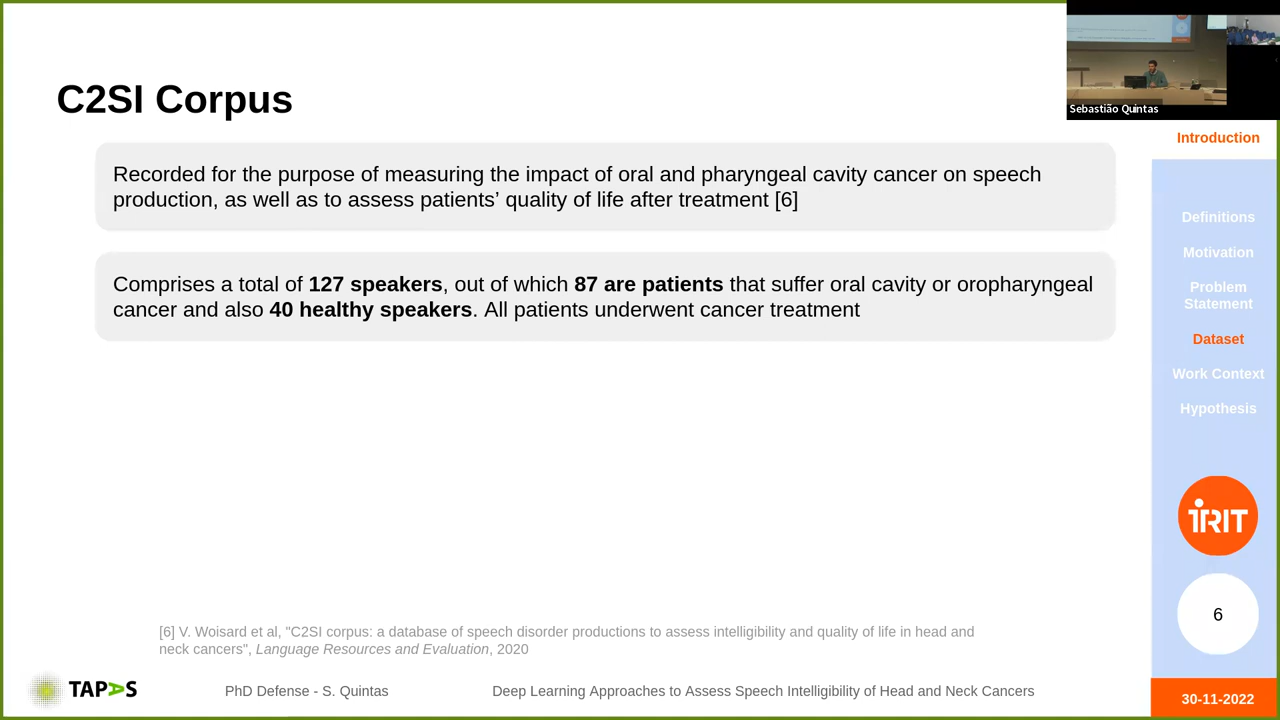 C2SI Corpus
Recorded for the purpose of measuring the impact of oral and pharyngeal cavity cancer on speech
production, as well as to assess patients’ quality of life after treatment [6]
Comprises a total of 127 speakers, out of which 87 are patients that suffer oral cavity or oropharyngeal
cancer and also 40 healthy speakers. All patients underwent cancer treatment
[6] V. Woisard et al, "C2SI corpus: a database of speech disorder productions to assess intelligibility and quality of life in head and
neck cancers", Language Resources and Evaluation, 2020
TAPAS
PhD Defense - S. Quintas
Deep Learning Approaches to Assess Speech Intelligibility of Head and Neck Cancers
Sebastião Quintas
Introduction
Definitions
Motivation
Problem
Statement
Dataset
Work Context
Hypothesis
IRIT
6
30-11-2022